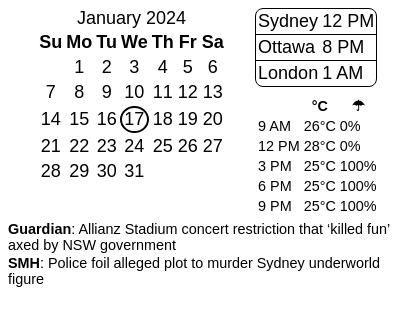 January 2024
Su Mo Tu We Th Fr Sa
1 2 3 4 5 6
7 8 9 10 11 12 13
14 15 16 17 18 19 20
21 22 23 24 25 26 27
28 29 30 31
Sydney 12 PM
Ottawa 8 PM
London 1 AM
°C ☂
9 AM 26°C 0%
12 PM 28°C 0%
3 PM 25°C 100%
6 PM 25°C 100%
9 PM 25°C 100%
Guardian: Allianz Stadium concert restriction that ‘killed fun’
axed by NSW government
SMH: Police foil alleged plot to murder Sydney underworld
figure